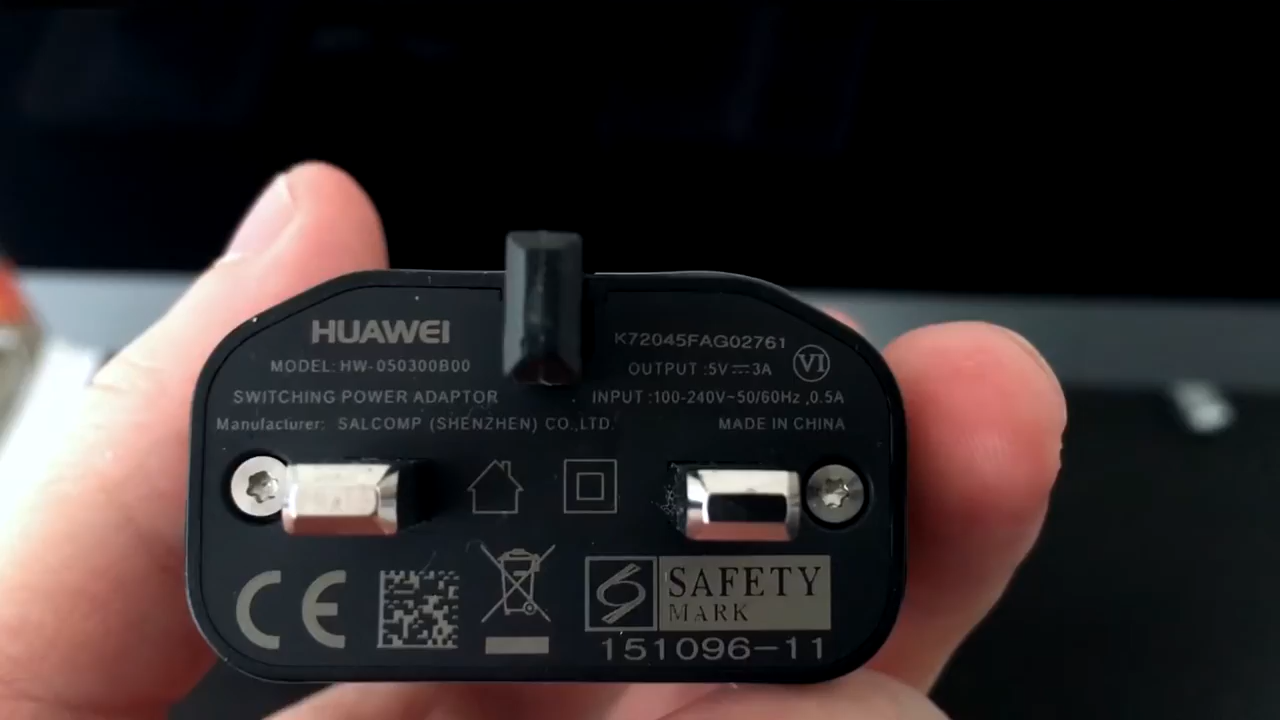 HUAWEI
MODEL: HW-050300B00
SWITCHING POWER ADAPTOR
Manufacturer: SALCOMP (SHENZHEN) CO.,LTD.
K72045FAG02761
OUTPUT :5V⎓3A
VI
INPUT :100-240V~50/60Hz ,0.5A
MADE IN CHINA
CE
SAFETY
MARK
151096-11